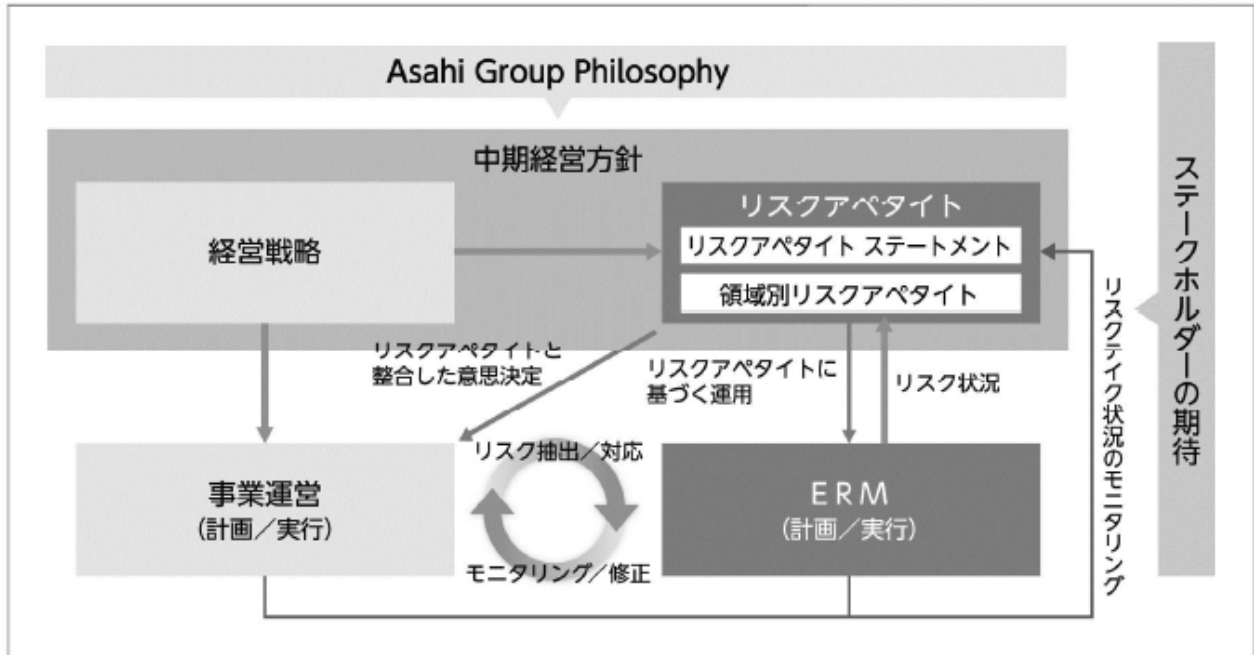 Asahi Group Philosophy
中期経営方針
経営戦略
リスクアペタイト
リスクアペタイト ステートメント
領域別リスクアペタイト
リスクアペタイトと
整合した意思決定
リスクアペタイトに
基づく運用
リスク状況
事業運営
(計画／実行)
リスク抽出／対応
モニタリング／修正
ERM
(計画／実行)
リスクテイク状況のモニタリング
ステークホルダーの期待